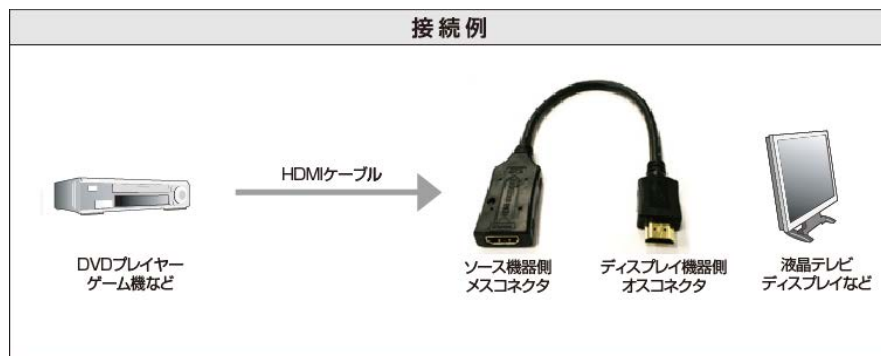 接続例
HDMIケーブル
DVDプレイヤー
ゲーム機など
ソース機器側
メスコネクタ
ディスプレイ機器側
オスコネクタ
液晶テレビ
ディスプレイなど